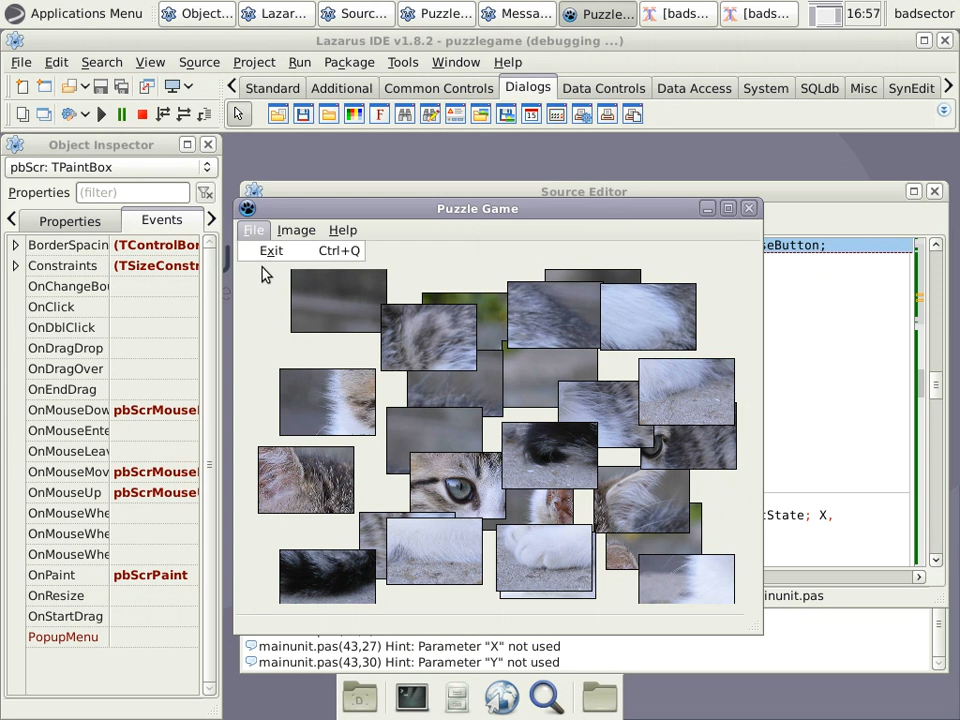 Applications Menu Object... Lazar... Sourc... Puzzle... Messa... Puzzle... [bads... [bads... 16:57 badsector
Lazarus IDE v1.8.2 - puzzlegame (debugging ...)
File Edit Search View Source Project Run Package Tools Window Help
Standard Additional Common Controls Dialogs Data Controls Data Access System SQLdb Misc SynEdit
Object Inspector
pbScr: TPaintBox
Properties (filter)
Properties Events
BorderSpacin (TControlBor
Constraints (TSizeConstr
OnChangeBou
OnClick
OnDblClick
OnDragDrop
OnDragOver
OnEndDrag
OnMouseDow pbScrMouse
OnMouseEnte
OnMouseLeav
OnMouseMov pbScrMouse
OnMouseUp pbScrMouse
OnMouseWhe
OnMouseWhe
OnMouseWhe
OnPaint pbScrPaint
OnResize
OnStartDrag
PopupMenu
Source Editor
Puzzle Game
File Image Help
Exit Ctrl+Q
seButton;
tState; X,
inunit.pas
mainunit.pas(43,27) Hint: Parameter "X" not used
mainunit.pas(43,30) Hint: Parameter "Y" not used